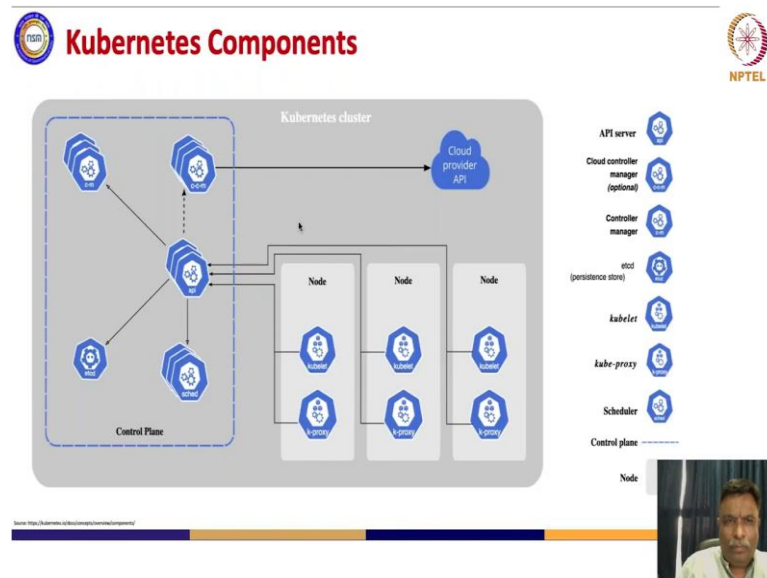 nsm
Kubernetes Components
NPTEL
Kubernetes cluster
c-m
c-c-m
Cloud
provider
API
api
etcd
sched
Control Plane
Node
Node
Node
kubelet
kubelet
kubelet
k-proxy
k-proxy
k-proxy
API server
api
Cloud controller
manager
(optional)
c-c-m
Controller
manager
c-m
etcd
(persistence store)
etcd
kubelet
kubelet
kube-proxy
k-proxy
Scheduler
sched
Control plane
Node
Source: https://kubernetes.io/docs/concepts/overview/components/